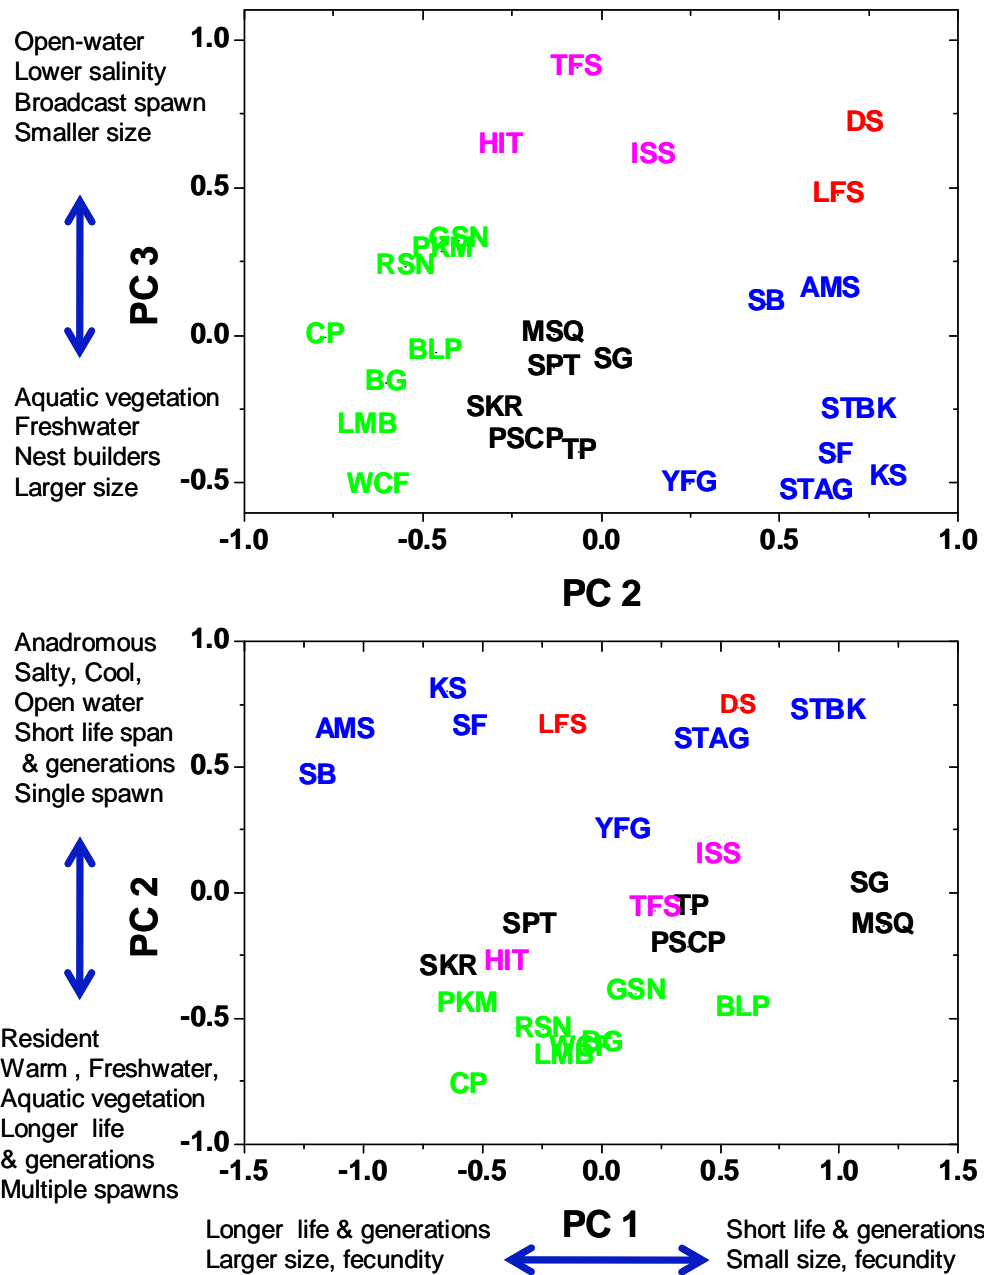 Open-water
Lower salinity
Broadcast spawn
Smaller size
PC 3
Aquatic vegetation
Freshwater
Nest builders
Larger size
1.0
0.5
0.0
-0.5
TFS
DS
HIT
ISS
LFS
GSN
PKM
RSN
AMS
SB
CP
MSQ
BLP
SPT
SG
BG
SKR
STBK
LMB
PSCP
TP
SF
WCF
YFG
STAG
KS
-1.0
-0.5
0.0
0.5
1.0
PC 2
Anadromous
Salty, Cool,
Open water
Short life span
& generations
Single spawn
PC 2
Resident
Warm , Freshwater,
Aquatic vegetation
Longer life
& generations
Multiple spawns
1.0
0.5
0.0
-0.5
-1.0
KS
DS
STBK
AMS
SF
LFS
STAG
SB
YFG
ISS
SG
TFS
TP
SPT
MSQ
PSCP
SKR
HIT
GSN
PKM
BLP
RSN
BG
WCF
LMB
CP
-1.5
-1.0
-0.5
0.0
0.5
1.0
1.5
Longer life & generations
Larger size, fecundity
PC 1
Short life & generations
Small size, fecundity